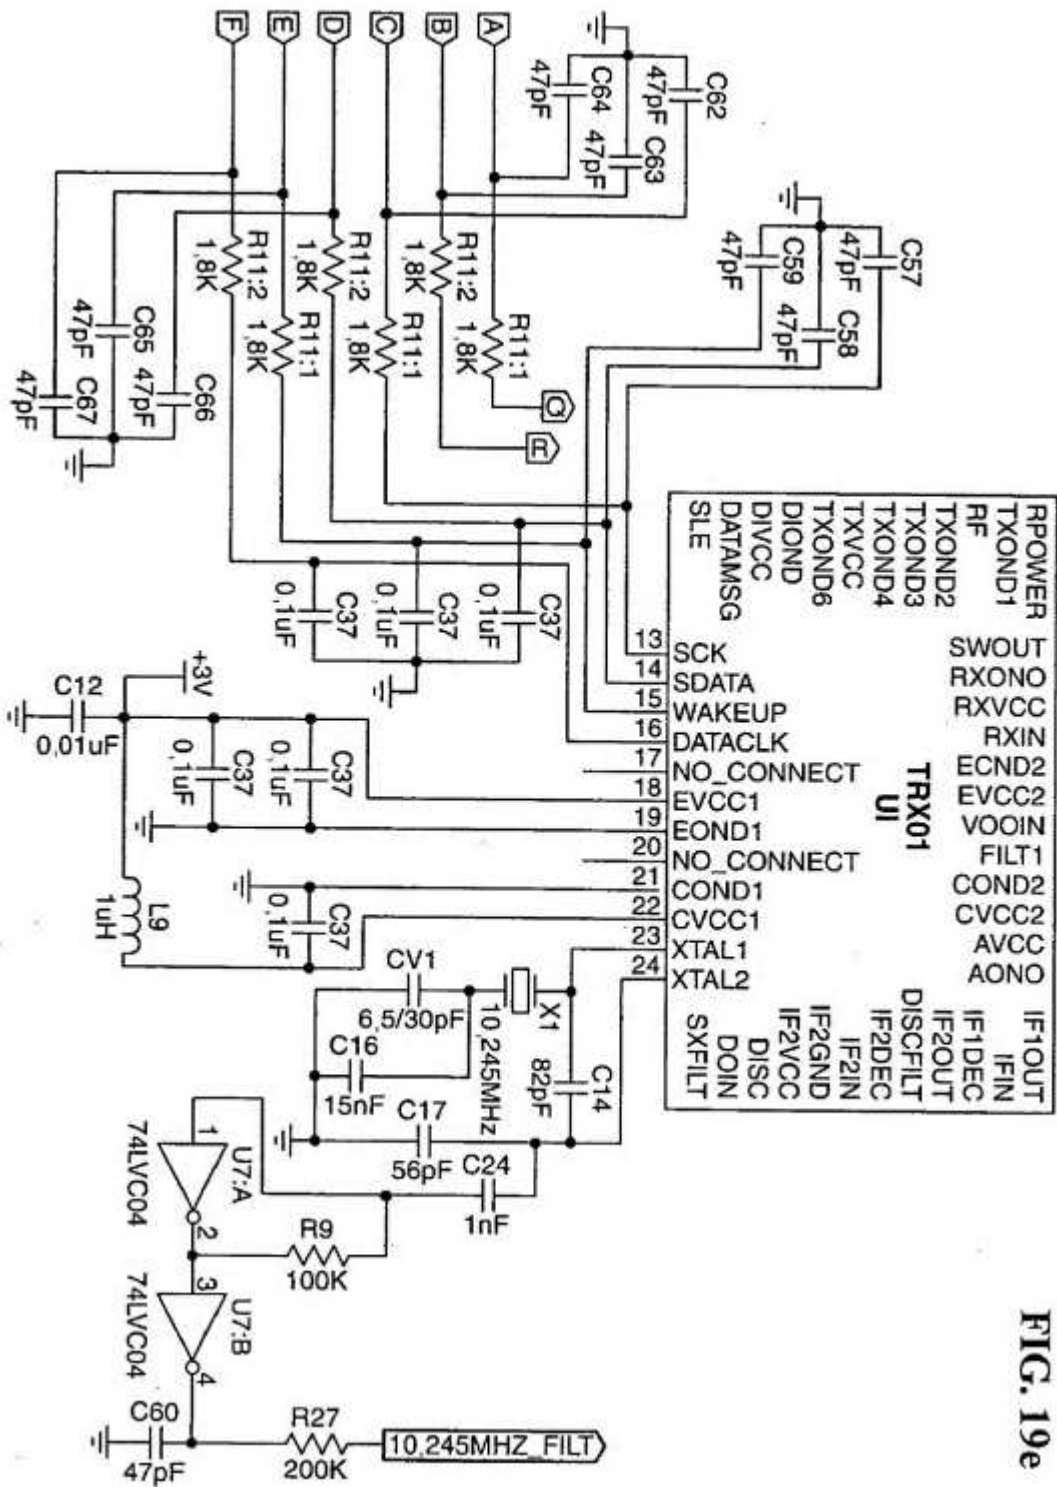 F
E
D
C
B
A
C62
47pF
C64
47pF
C63
47pF
C57
47pF
C59
47pF
C58
47pF
R11:2
1,8K
R11:1
1,8K
R11:2
1,8K
R11:1
1,8K
R11:2
1,8K
R11:1
1,8K
Q
R
C65
47pF
C66
47pF
C67
47pF
C37
0,1uF
C37
0,1uF
C37
0,1uF
RPOWER
TXOND1
RF
TXOND2
TXOND3
TXOND4
TXVCC
TXOND6
DIOND
DIVCC
DATAMSG
SLE
13 SCK
14 SDATA
15 WAKEUP
16 DATACLK
17 NO_CONNECT
18 EVCC1
19 EOND1
20 NO_CONNECT
21 COND1
22 CVCC1
23 XTAL1
24 XTAL2
SWOUT
RXONO
RXVCC
RXIN
ECND2
EVCC2
VOOIN
FILT1
COND2
CVCC2
AVCC
AONO
TRX01
UI
IF1OUT
IFIN
IF1DEC
IF2OUT
DISCFILT
IF2DEC
IF2IN
IF2GND
IF2VCC
DISC
DOIN
SXFILT
+3V
C12
0,01uF
C37
0,1uF
C37
0,1uF
L9
1uH
C37
0,1uF
CV1
6,5/30pF
X1
10,245MHz
C14
82pF
C16
15nF
C17
56pF
C24
1nF
1
U7:A
74LVC04
2
R9
100K
3
U7:B
74LVC04
4
C60
47pF
R27
200K
10,245MHZ_FILT
FIG. 19e